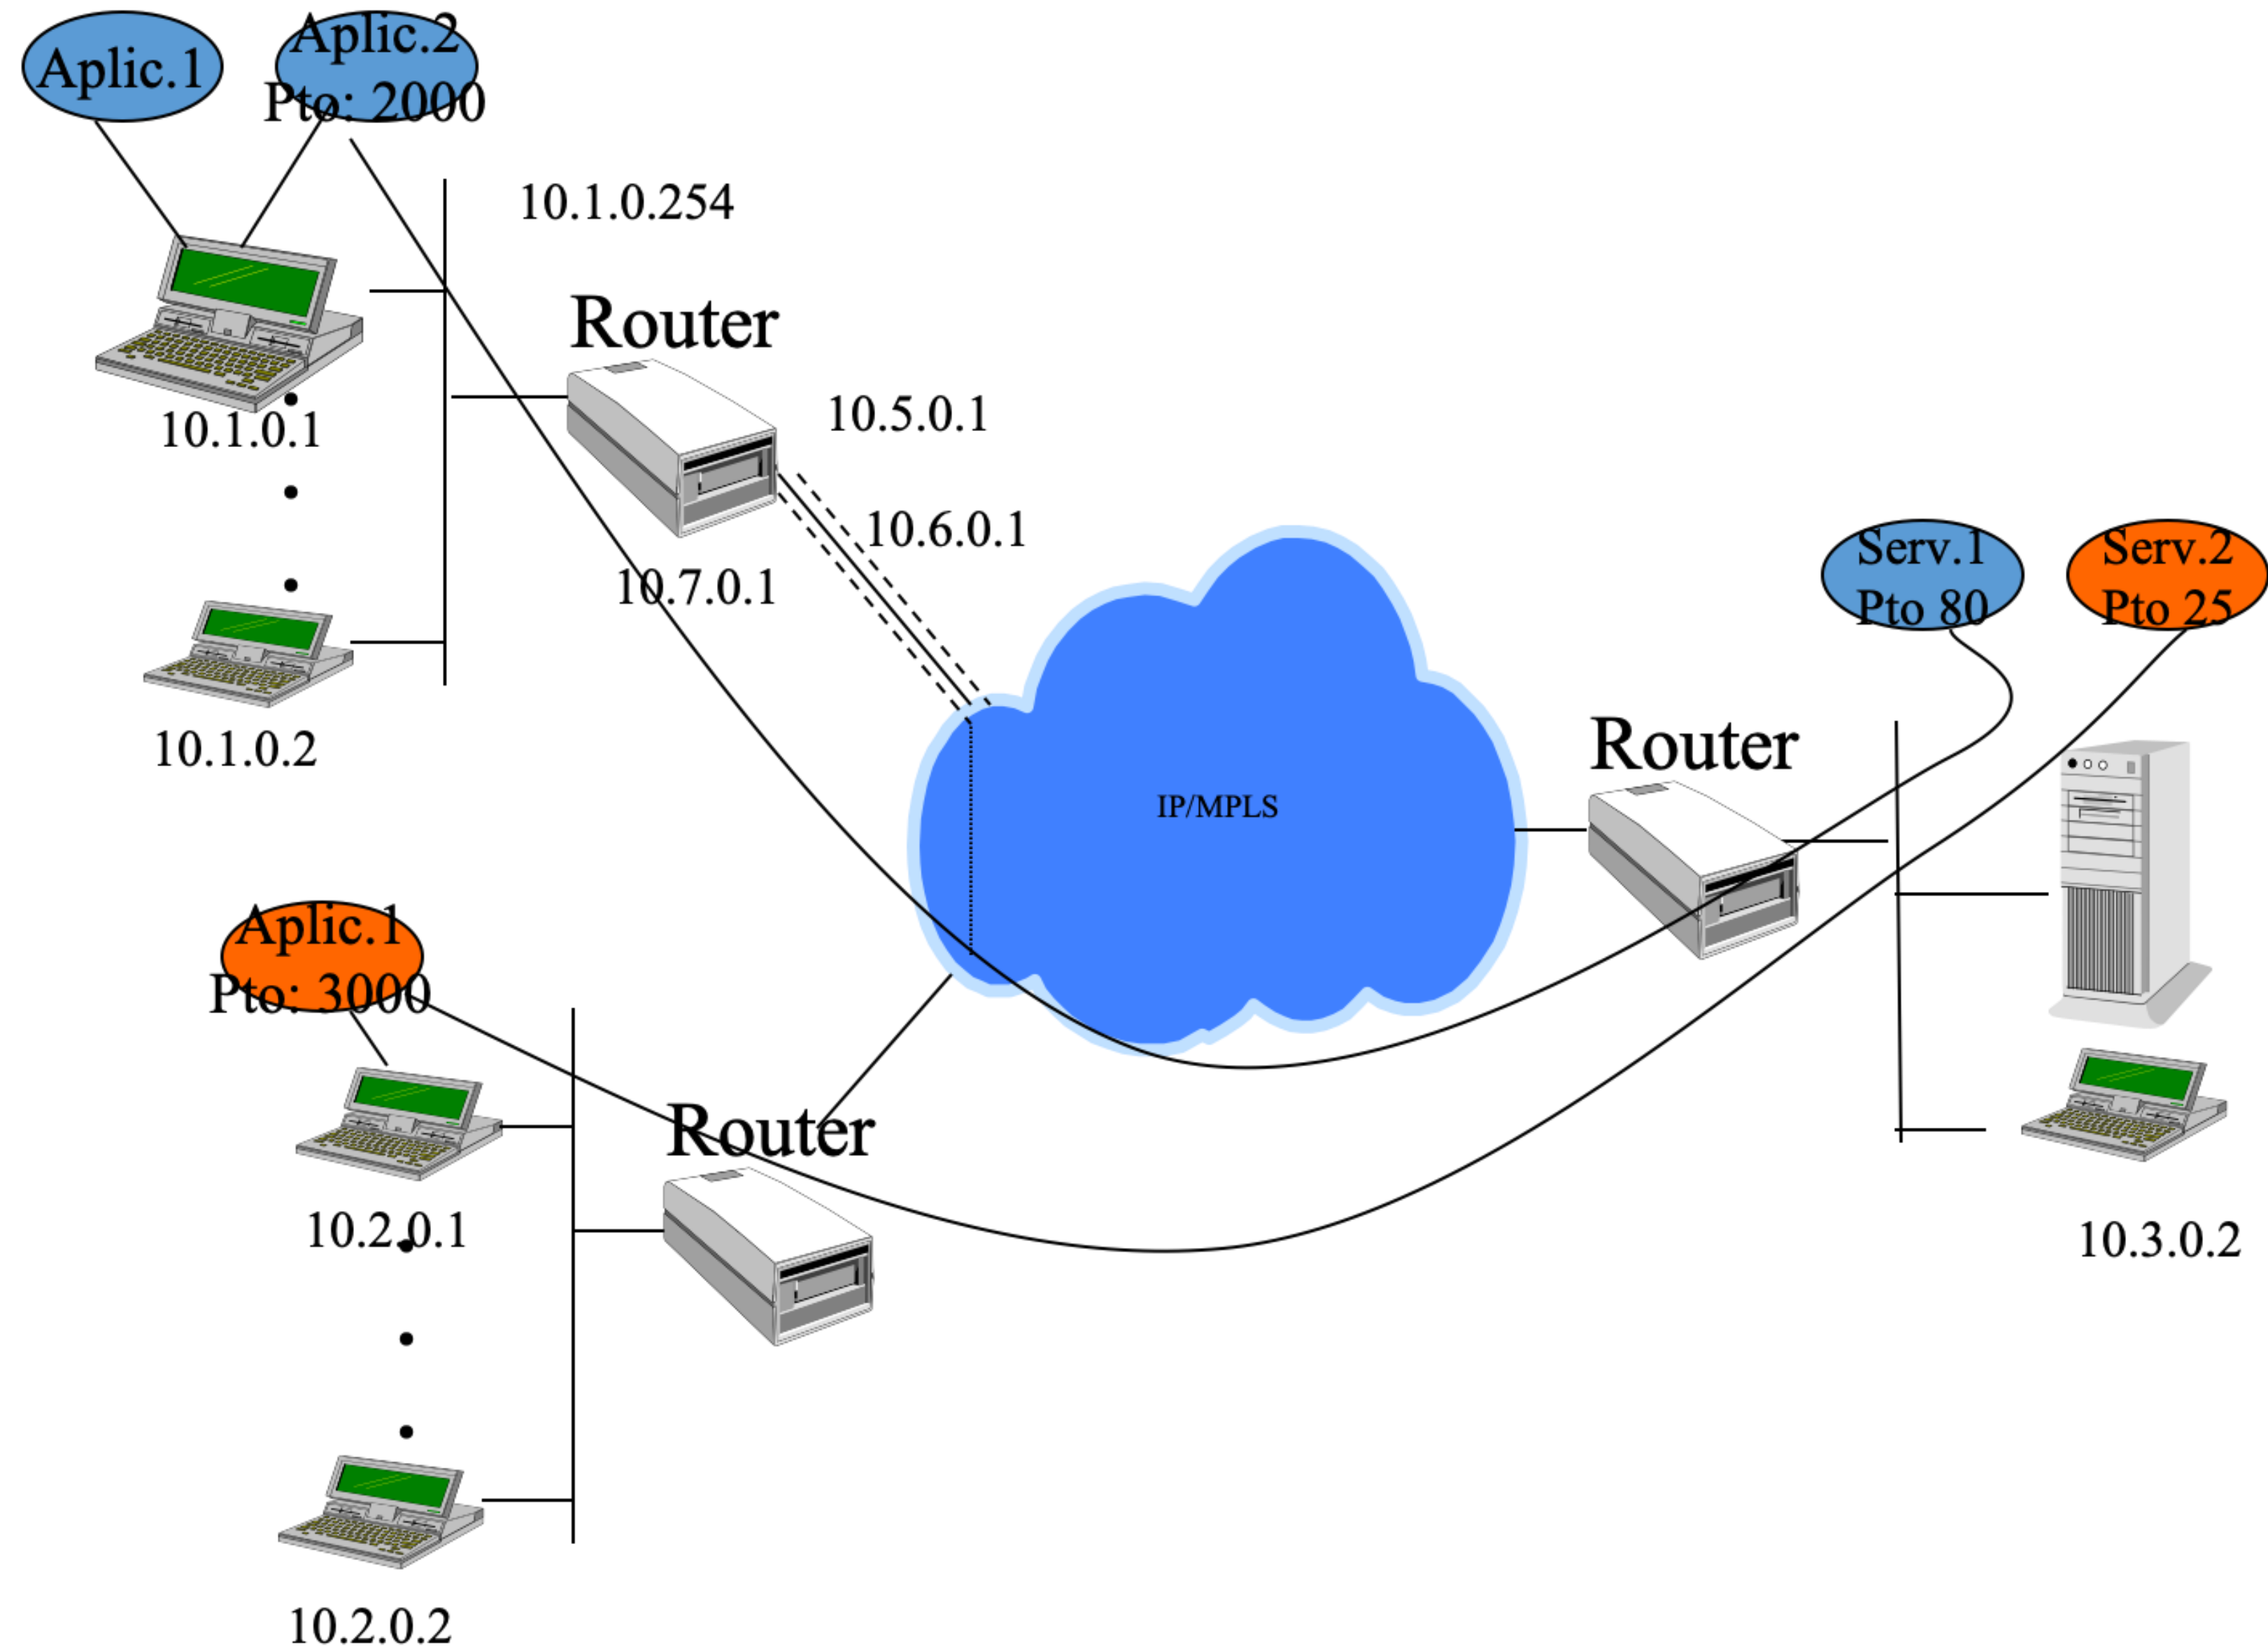 Aplic.1
Aplic.2
Pto: 2000
10.1.0.254
Router
10.1.0.1
10.5.0.1
10.6.0.1
10.7.0.1
10.1.0.2
IP/MPLS
Serv.1
Pto 80
Serv.2
Pto 25
Router
Aplic.1
Pto: 3000
Router
10.2.0.1
10.3.0.2
10.2.0.2